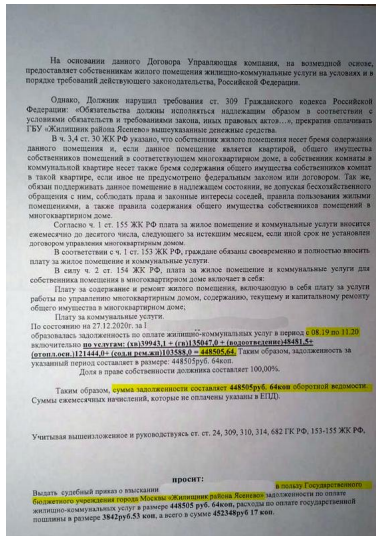 На основании данного Договора Управляющая компания, на возмездной основе,
предоставляет собственникам жилого помещения жилищно-коммунальные услуги на условиях и в
порядке требований действующего законодательства, Российской Федерации.
Однако, Должник нарушил требования ст. 309 Гражданского кодекса Российской
Федерации: «Обязательства должны исполняться надлежащим образом в соответствии с
условиями обязательств и требованиями закона, иных правовых актов…», прекратив оплачивать
ГБУ «Жилищник района Ясенево» вышеуказанные денежные средства.
В ч. 3,4 ст. 30 ЖК РФ указано, что собственник жилого помещения несет бремя содержания
данного помещения и, если данное помещение является квартирой, общего имущества
собственников помещений в соответствующем многоквартирном доме, а собственник комнаты в
коммунальной квартире несет также бремя содержания общего имущества собственников комнат
в такой квартире, если иное не предусмотрено федеральным законом или договором. Так же,
обязан поддерживать данное помещение в надлежащем состоянии, не допуская бесхозяйственного
обращения с ним, соблюдать права и законные интересы соседей, правила пользования жилыми
помещениями, а также правила содержания общего имущества собственников помещений в
многоквартирном доме.
Согласно ч. 1 ст. 155 ЖК РФ плата за жилое помещение и коммунальные услуги вносится
ежемесячно до десятого числа, следующего за истекшим месяцем, если иной срок не установлен
договором управления многоквартирным домом.
В соответствии с ч. 1 ст. 153 ЖК РФ, граждане обязаны своевременно и полностью вносить
плату за жилое помещение и коммунальные услуги.
В силу ч. 2 ст. 154 ЖК РФ, плата за жилое помещение и коммунальные услуги для
собственника помещения в многоквартирном доме включает в себя:
Плату за содержание и ремонт жилого помещения, включающую в себя плату за услуги
работы по управлению многоквартирным домом, содержанию, текущему и капитальному ремонту
общего имущества в многоквартирном доме;
Плату за коммунальные услуги.
По состоянию на 27.12.2020г. за
образовалась задолженность по оплате жилищно-коммунальных услуг в период с 08.19 по 11.20
включительно по услугам: (хв)39943,1 + (гв)135047,0 + (водоотведение)48481,5+
(отопл.осн.)121444,0+ (сод.и рем.жп)103588,0 = 448505,64. Таким образом, задолженность за
указанный период составляет в размере: 448505руб. 64коп.
Доля в праве собственности должника составляет 100,00%.
Таким образом, сумма задолженности составляет 448505руб. 64коп оборотной ведомости.
Суммы ежемесячных начислений, которые не оплачены указаны в ЕПД).
Учитывая вышеизложенное и руководствуясь ст. ст. 24, 309, 310, 314, 682 ГК РФ, 153-155 ЖК РФ,
просит:
Выдать судебный приказ о взыскании в пользу Государственного
бюджетного учреждения города Москвы «Жилищник района Ясенево» задолженности по оплате
жилищно-коммунальных услуг в размере 448505 руб. 64коп, расходы по оплате государственной
пошлины в размере 3842руб.53 коп, а всего в сумме 452348руб 17 коп.